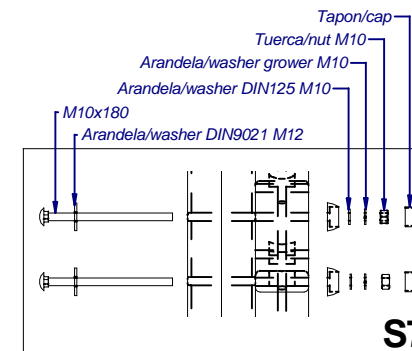 Tapon/cap
Tuerca/nut M10
Arandela/washer grower M10
Arandela/washer DIN125 M10
M10x180
Arandela/washer DIN9021 M12